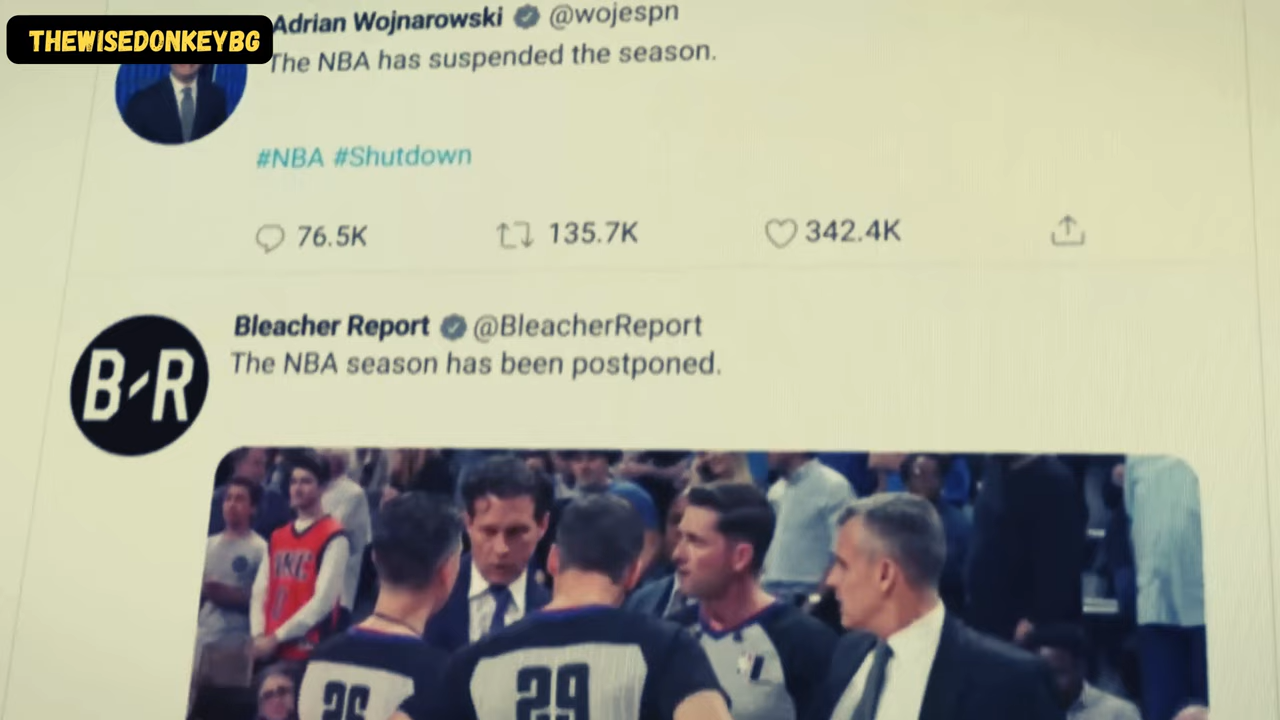 THEWISEDONKEYBG
Adrian Wojnarowski @wojespn
The NBA has suspended the season.
#NBA #Shutdown
76.5K 135.7K 342.4K
Bleacher Report @BleacherReport
The NBA season has been postponed.
B-R
29